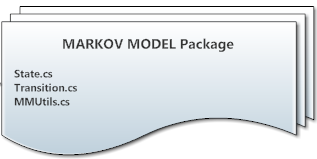 MARKOV MODEL Package
State.cs
Transition.cs
MMUtils.cs